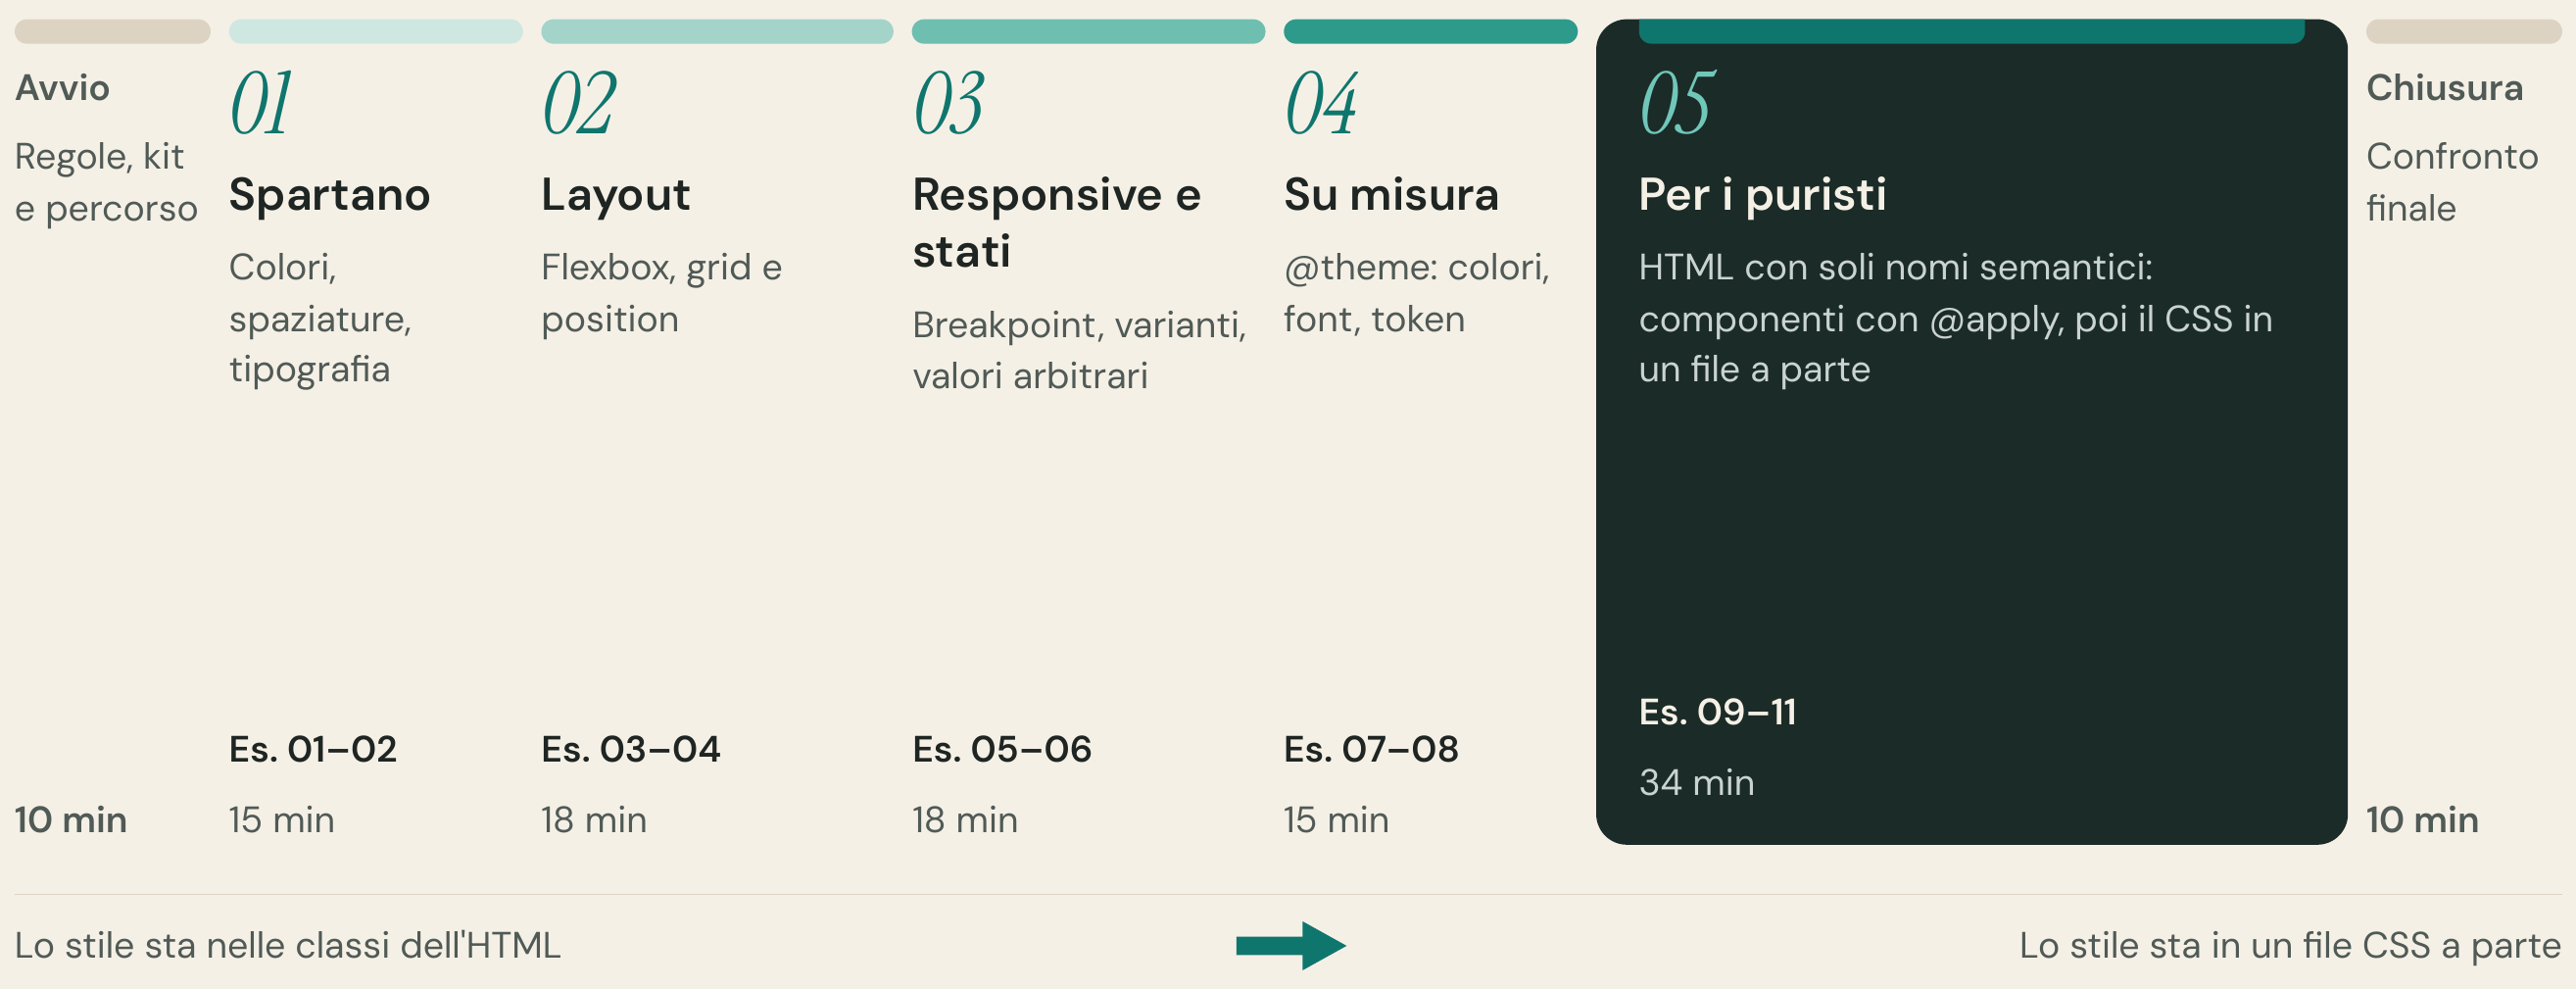 Avvio
Regole, kit
e percorso
10 min
01
Spartano
Colori,
spaziature,
tipografia
Es. 01–02
15 min
02
Layout
Flexbox, grid e
position
Es. 03–04
18 min
03
Responsive e
stati
Breakpoint, varianti,
valori arbitrari
Es. 05–06
18 min
04
Su misura
@theme: colori,
font, token
Es. 07–08
15 min
05
Per i puristi
HTML con soli nomi semantici:
componenti con @apply, poi il CSS in
un file a parte
Es. 09–11
34 min
Chiusura
Confronto
finale
10 min
Lo stile sta nelle classi dell'HTML
Lo stile sta in un file CSS a parte